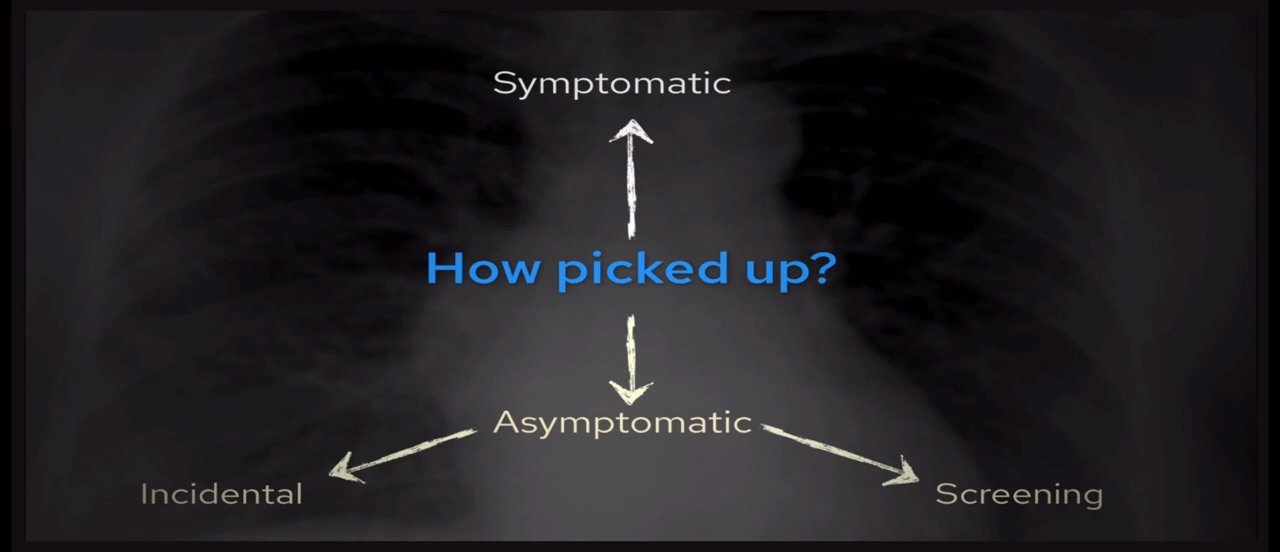 Symptomatic
How picked up?
Asymptomatic
Incidental
Screening